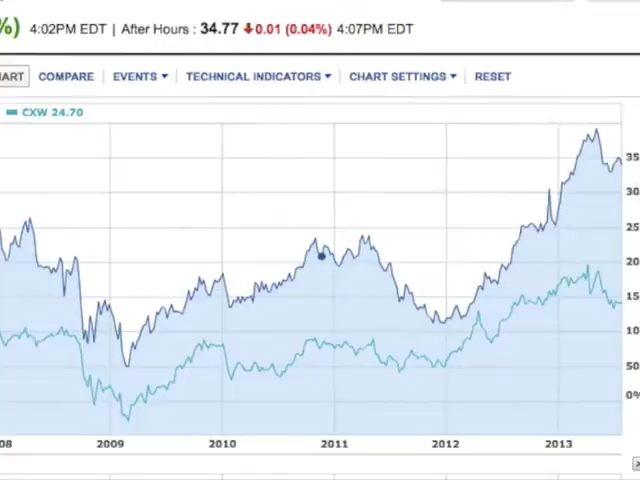 %) 4:02PM EDT | After Hours : 34.77 0.01 (0.04%) 4:07PM EDT
ART COMPARE EVENTS TECHNICAL INDICATORS CHART SETTINGS RESET
CXW 24.70
35
30
25
20
15
10
50
0%
08 2009 2010 2011 2012 2013